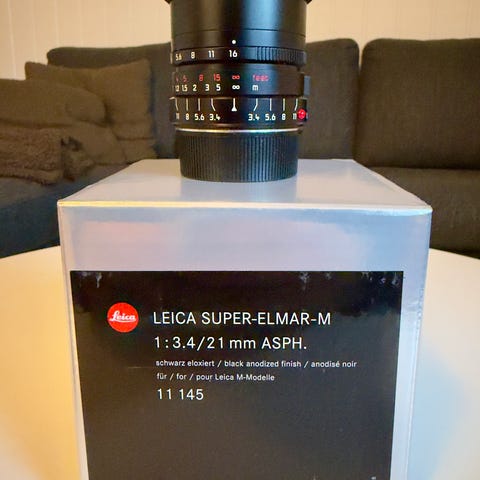 5.6 8 11 16
4 5 8 15 ∞ feet
1.2 1.5 2 3 5 ∞ m
11 8 5.6 3.4 3.4 5.6 8 11
Leica
LEICA SUPER-ELMAR-M
1:3.4/21 mm ASPH.
schwarz eloxiert / black anodized finish / anodisé noir
für / for / pour Leica M-Modelle
11 145